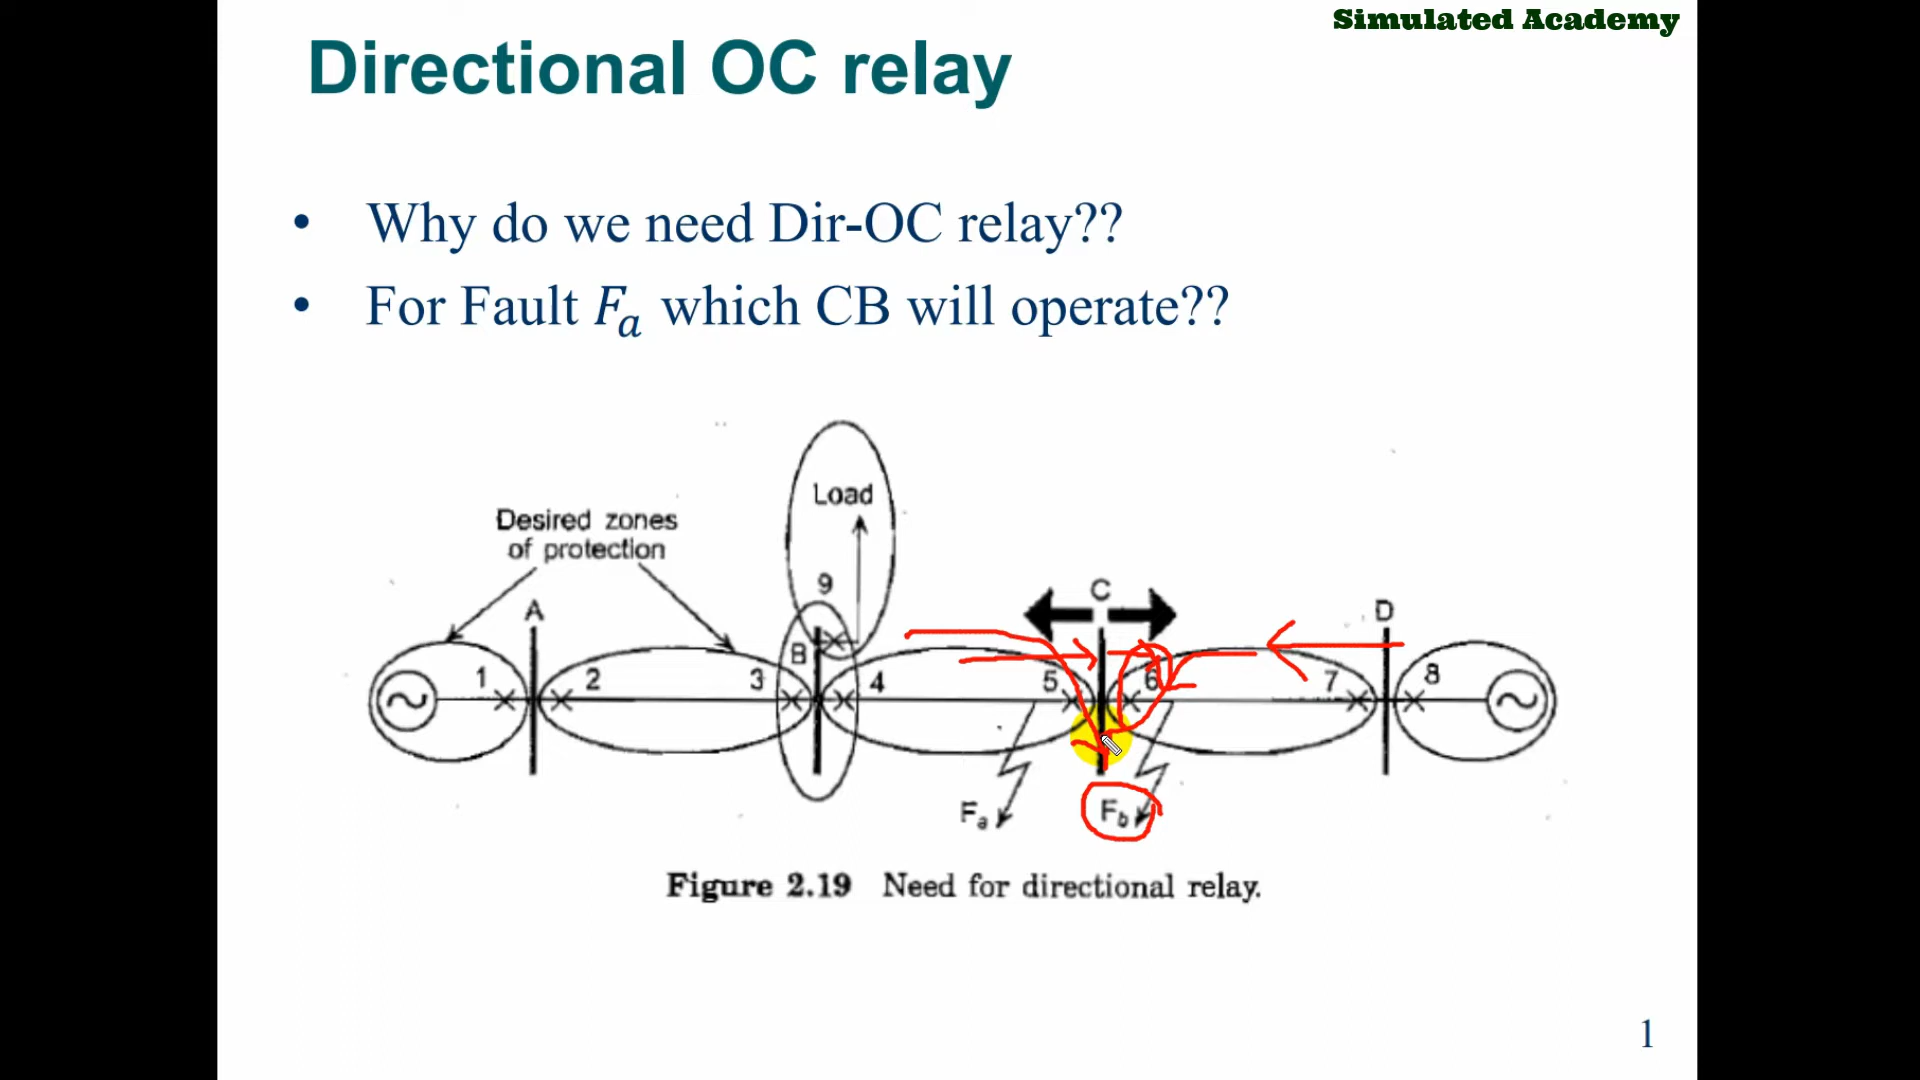 Simulated Academy
Directional OC relay
• Why do we need Dir-OC relay??
• For Fault Fₐ which CB will operate??
Load
Desired zones
of protection
9
A
B
C
D
1
2
3
4
5
6
7
8
Fa
Fb
Figure 2.19 Need for directional relay.
1